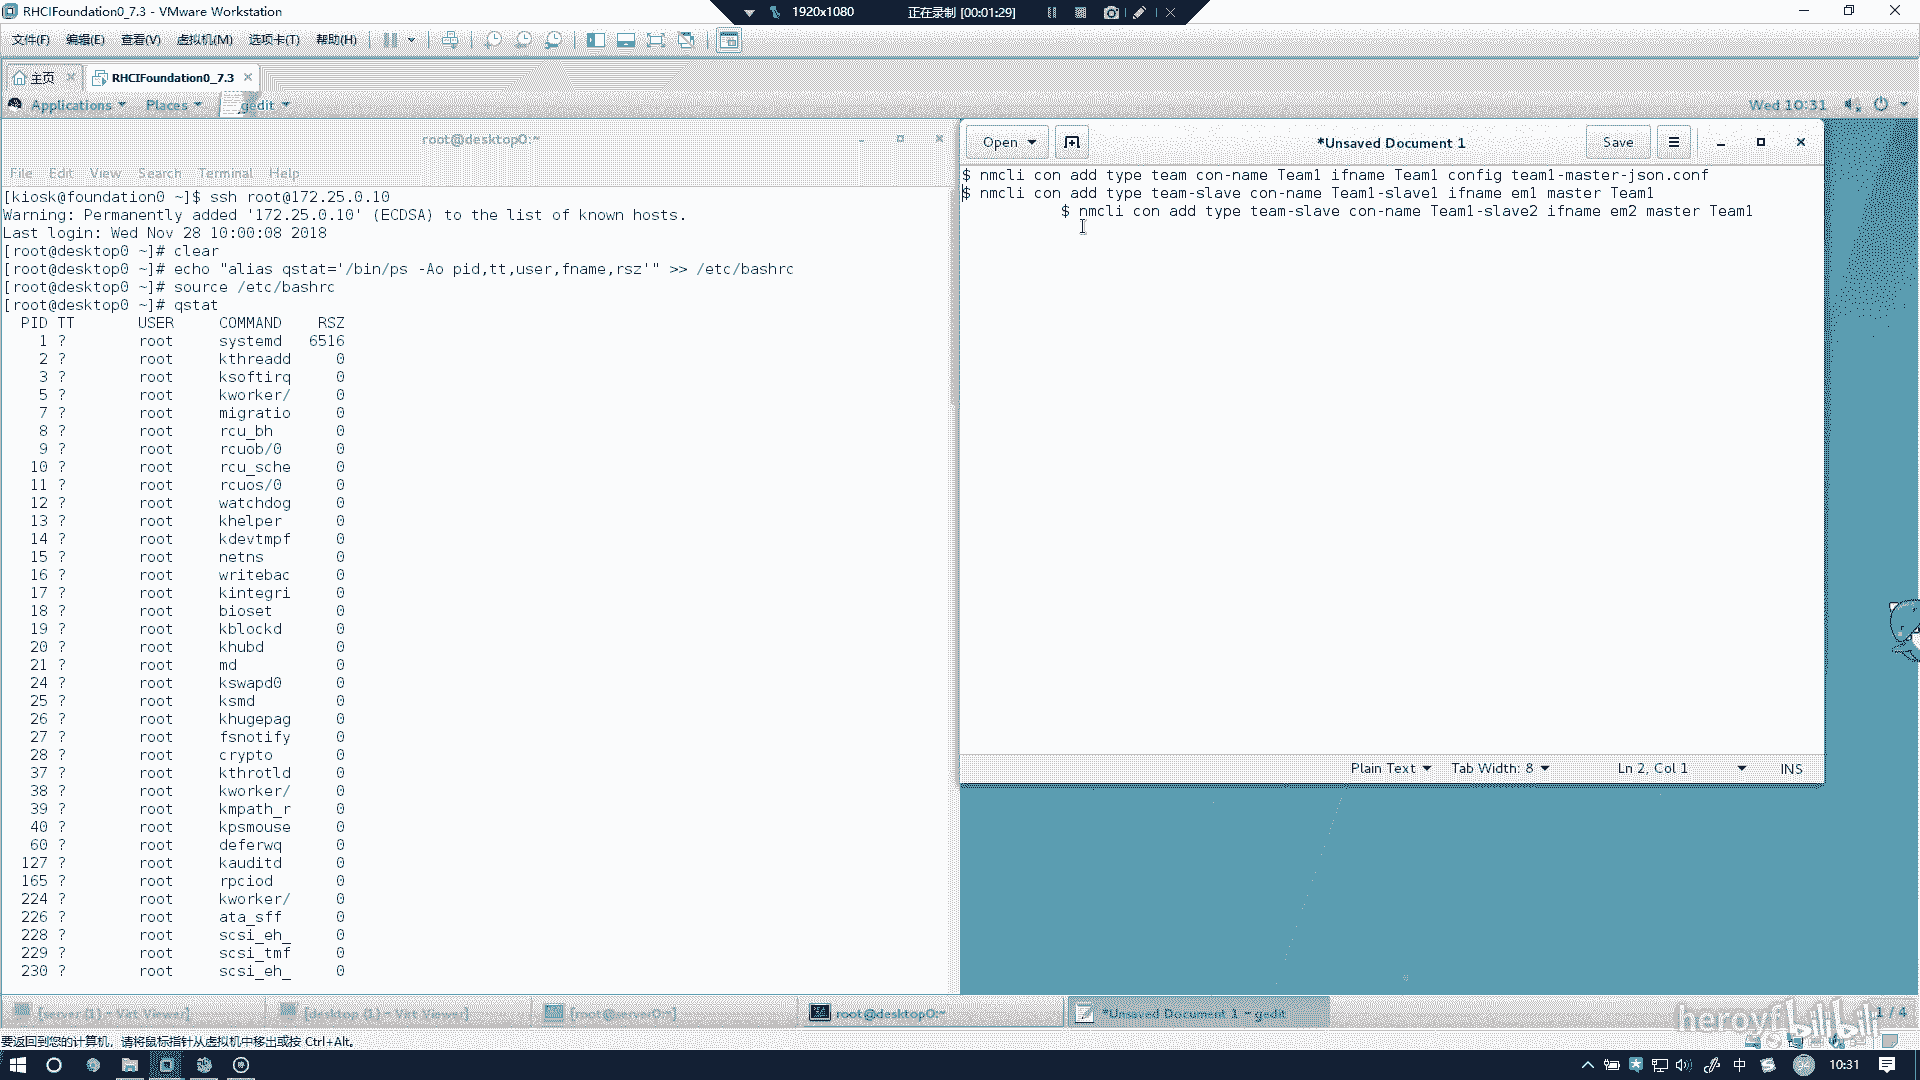 RHCIFoundation0_7.3 - VMware Workstation
1920x1080
正在录制 [00:01:29]
文件(F) 编辑(E) 查看(V) 虚拟机(M) 选项卡(T) 帮助(H)
主页
RHCIFoundation0_7.3
Applications Places gedit
Wed 10:31
root@desktop0:~
File Edit View Search Terminal Help
[kiosk@foundation0 ~]$ ssh root@172.25.0.10
Warning: Permanently added '172.25.0.10' (ECDSA) to the list of known hosts.
Last login: Wed Nov 28 10:00:08 2018
[root@desktop0 ~]# clear
[root@desktop0 ~]# echo "alias qstat='/bin/ps -Ao pid,tt,user,fname,rsz'" >> /etc/bashrc
[root@desktop0 ~]# source /etc/bashrc
[root@desktop0 ~]# qstat
PID TT USER COMMAND RSZ
1 ? root systemd 6516
2 ? root kthreadd 0
3 ? root ksoftirq 0
5 ? root kworker/ 0
7 ? root migratio 0
8 ? root rcu_bh 0
9 ? root rcuob/0 0
10 ? root rcu_sche 0
11 ? root rcuos/0 0
12 ? root watchdog 0
13 ? root khelper 0
14 ? root kdevtmpf 0
15 ? root netns 0
16 ? root writebac 0
17 ? root kintegri 0
18 ? root bioset 0
19 ? root kblockd 0
20 ? root khubd 0
21 ? root md 0
24 ? root kswapd0 0
25 ? root ksmd 0
26 ? root khugepag 0
27 ? root fsnotify 0
28 ? root crypto 0
37 ? root kthrotld 0
38 ? root kworker/ 0
39 ? root kmpath_r 0
40 ? root kpsmouse 0
60 ? root deferwq 0
127 ? root kauditd 0
165 ? root rpciod 0
224 ? root kworker/ 0
226 ? root ata_sff 0
228 ? root scsi_eh_ 0
229 ? root scsi_tmf 0
230 ? root scsi_eh_ 0
Open
*Unsaved Document 1
Save
$ nmcli con add type team con-name Team1 ifname Team1 config team1-master-json.conf
$ nmcli con add type team-slave con-name Team1-slave1 ifname em1 master Team1
$ nmcli con add type team-slave con-name Team1-slave2 ifname em2 master Team1
Plain Text Tab Width: 8 Ln 2, Col 1 INS
[server (1) - Virt Viewer]
[desktop (1) - Virt Viewer]
[root@server0:~]
root@desktop0:~
*Unsaved Document 1 - gedit
1 / 4
heroyf bilibili
要返回到您的计算机，请将鼠标指针从虚拟机中移出或按 Ctrl+Alt。
中
94
10:31